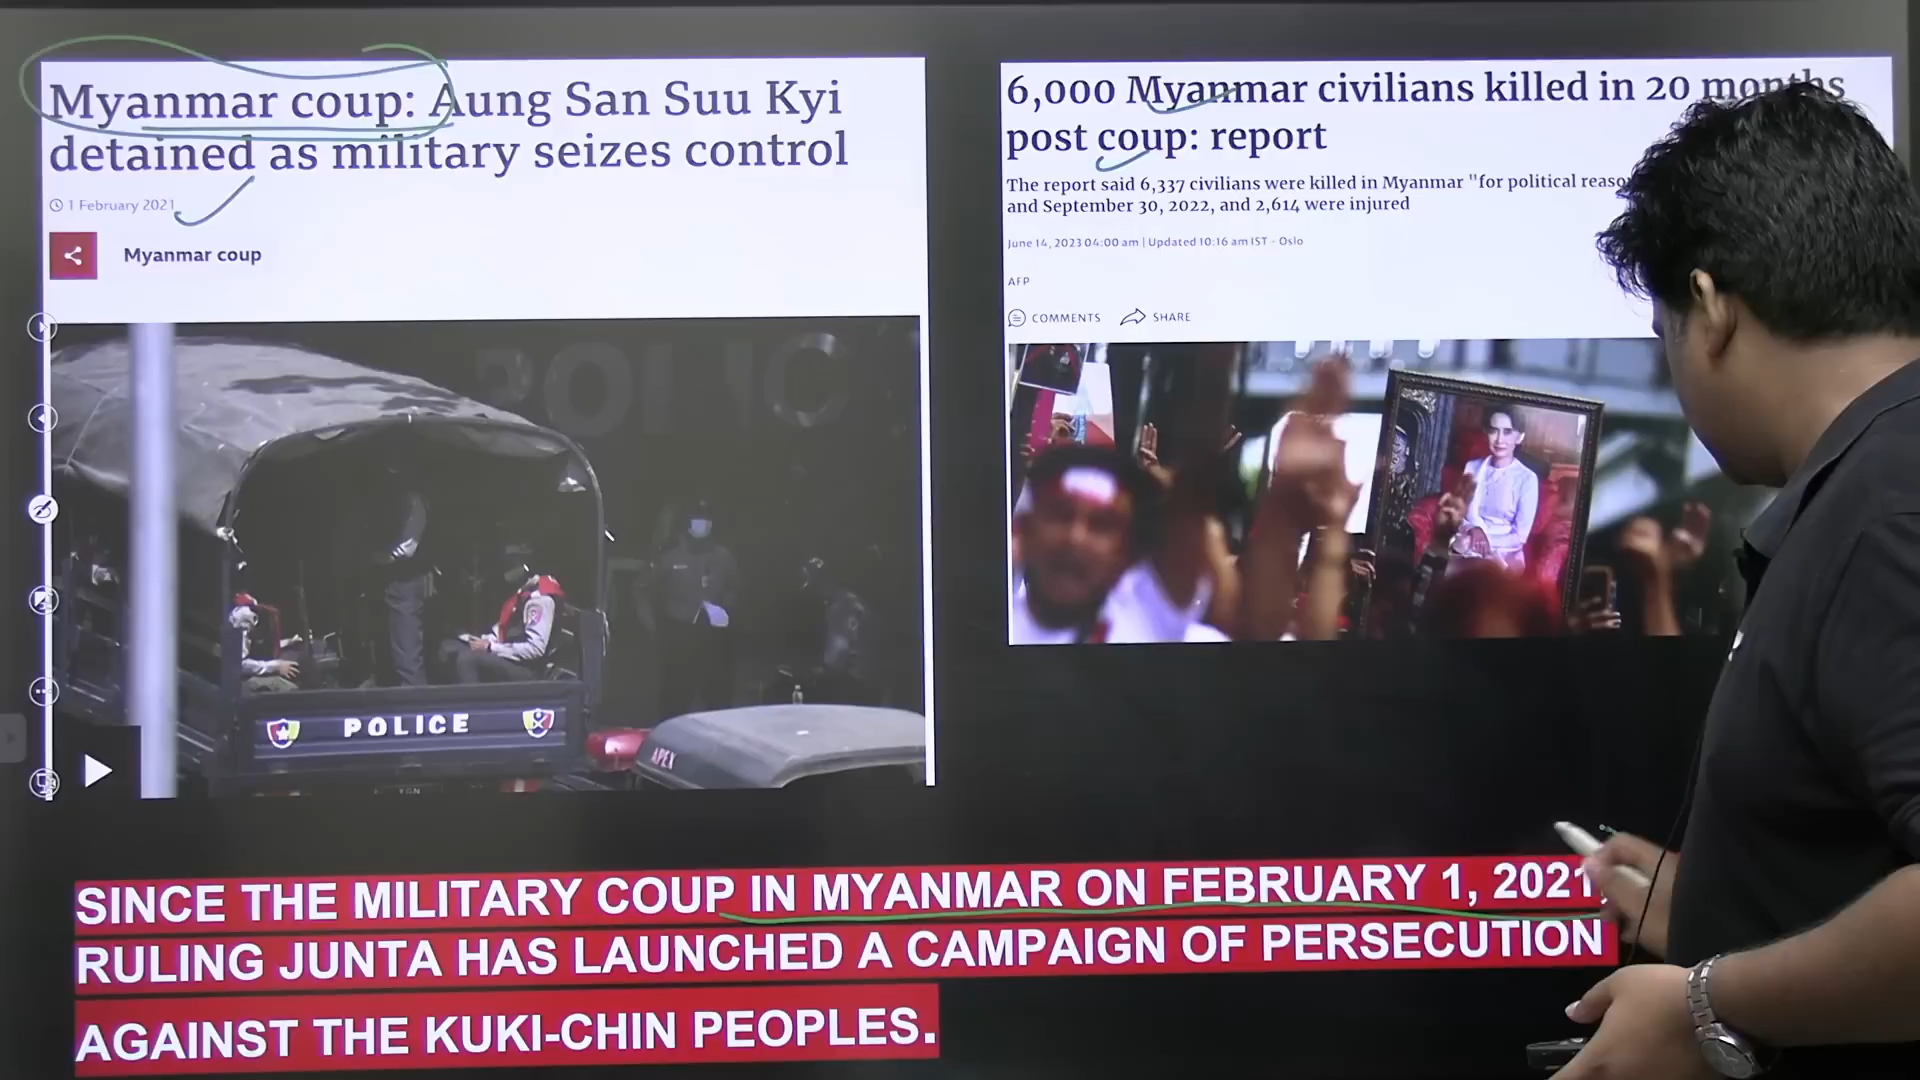 Myanmar coup: Aung San Suu Kyi
detained as military seizes control
1 February 2021
Myanmar coup
POLIC
POLICE
APEX
YGN
6,000 Myanmar civilians killed in 20 months
post coup: report
The report said 6,337 civilians were killed in Myanmar "for political
and September 30, 2022, and 2,614 were injured
June 14, 2023 04:00 am | Updated 10:16 am IST - Oslo
AFP
COMMENTS SHARE
SINCE THE MILITARY COUP IN MYANMAR ON FEBRUARY 1, 2021,
RULING JUNTA HAS LAUNCHED A CAMPAIGN OF PERSECUTION
AGAINST THE KUKI-CHIN PEOPLES.